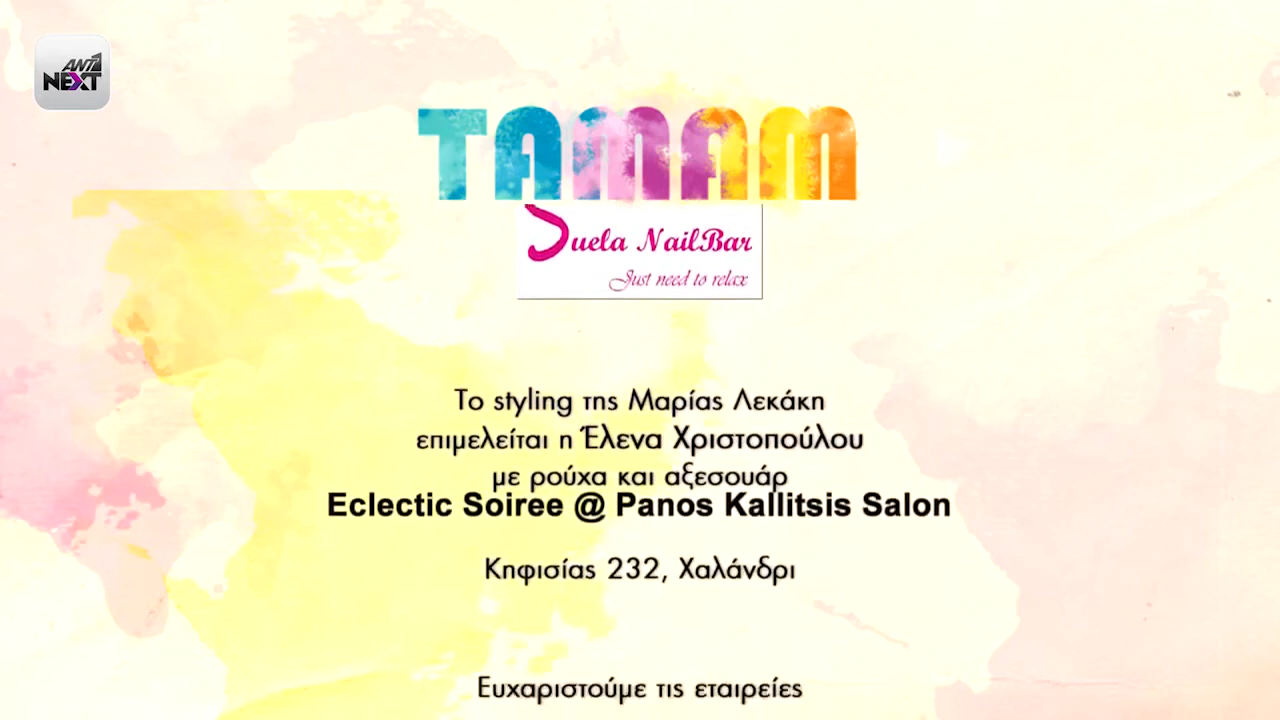 ANT1
NEXT
TAMAM
Suela NailBar
Just need to relax
Το styling της Μαρίας Λεκάκη
επιμελείται η Έλενα Χριστοπούλου
με ρούχα και αξεσουάρ
Eclectic Soiree @ Panos Kallitsis Salon
Κηφισίας 232, Χαλάνδρι
Ευχαριστούμε τις εταιρείες